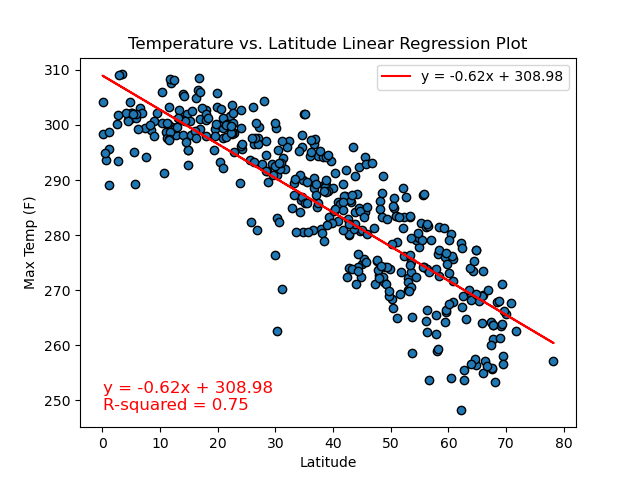 Temperature vs. Latitude Linear Regression Plot
y = -0.62x + 308.98
310
300
290
280
270
260
250
Max Temp (F)
y = -0.62x + 308.98
R-squared = 0.75
0 10 20 30 40 50 60 70 80
Latitude